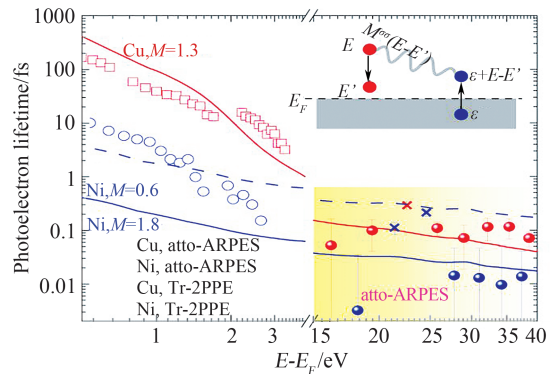 1000
100
10
1
0.1
0.01
Photoelectron lifetime/fs
Cu,M=1.3
Ni,M=0.6
Ni,M=1.8
Cu, atto-ARPES
Ni, atto-ARPES
Cu, Tr-2PPE
Ni, Tr-2PPE
M^σσ(E-E')
E
E'
ε+E-E'
E_F
ε
atto-ARPES
1 2 3 15 20 25 30 35 40
E-E_F/eV